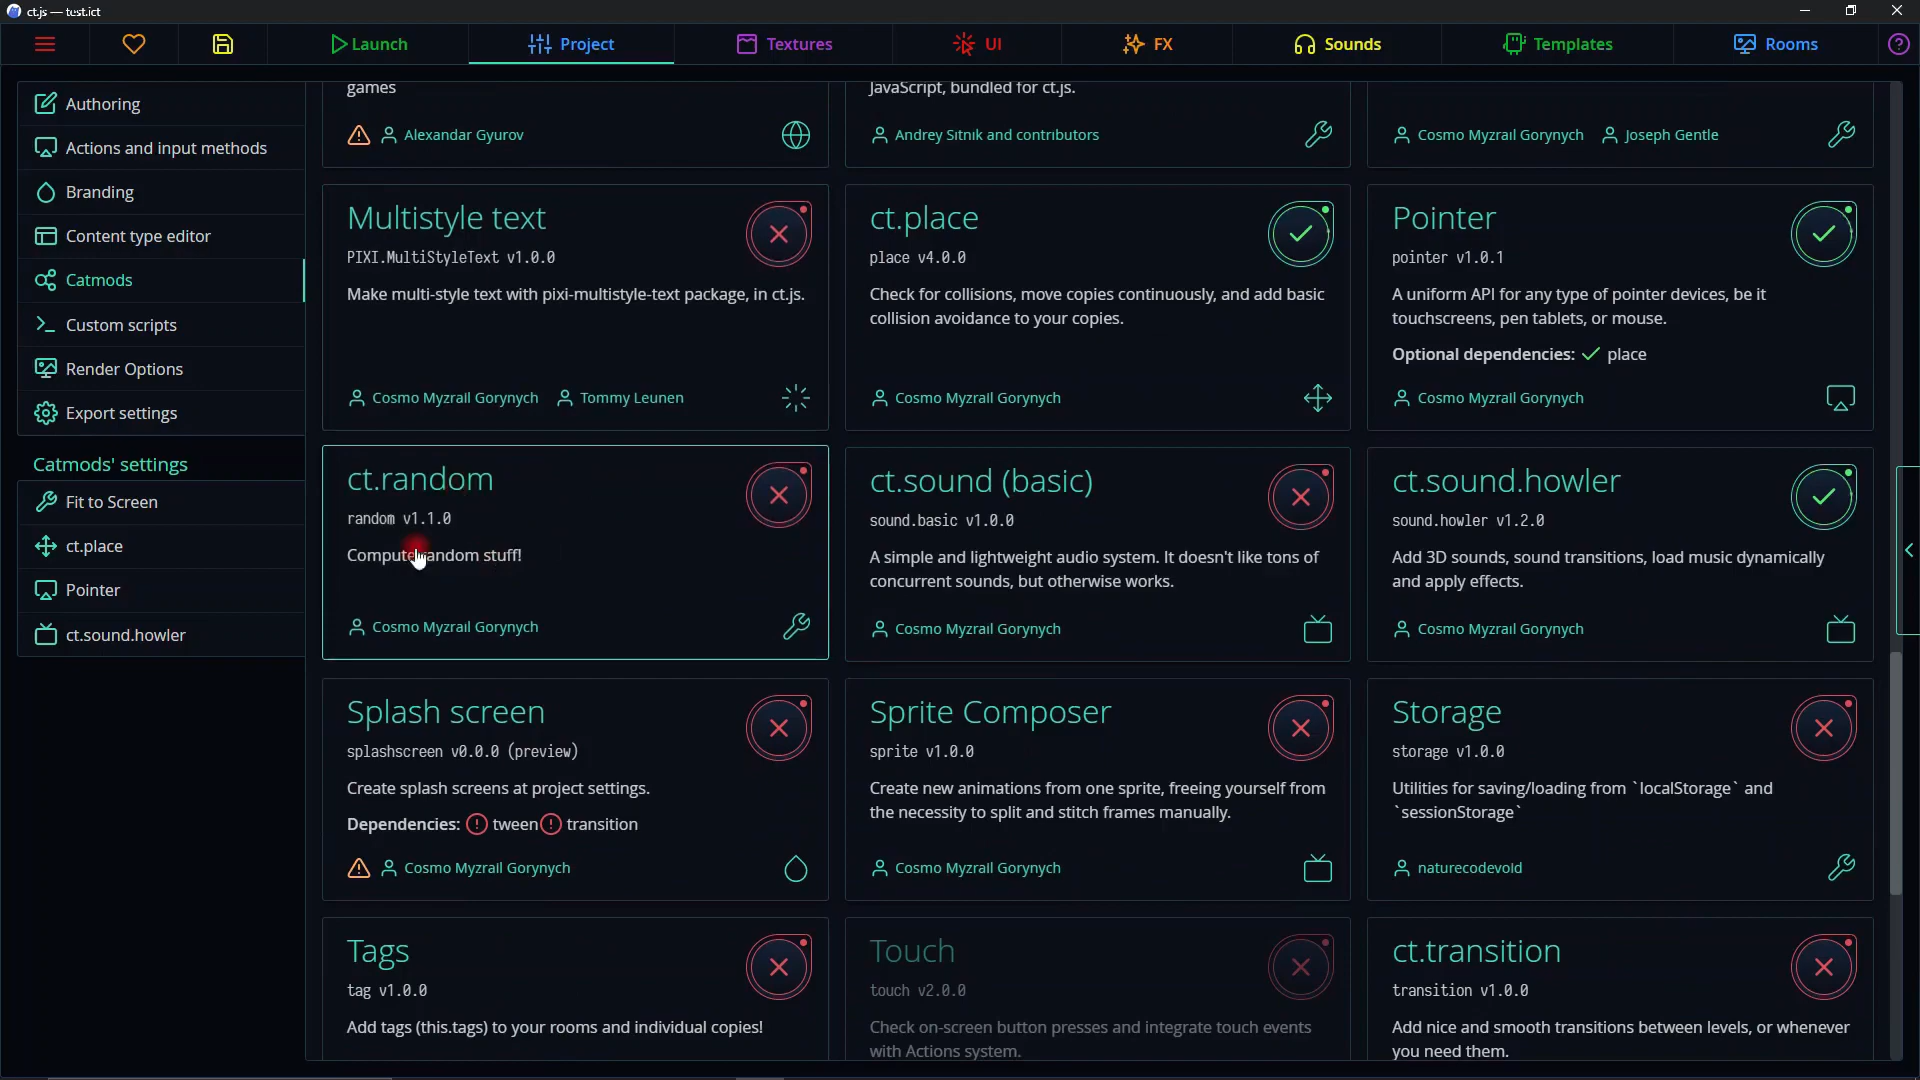 ct.js — test.ict
Launch
Project
Textures
UI
FX
Sounds
Templates
Rooms
Authoring
Actions and input methods
Branding
Content type editor
Catmods
Custom scripts
Render Options
Export settings
Catmods' settings
Fit to Screen
ct.place
Pointer
ct.sound.howler
games
Alexandar Gyurov
JavaScript, bundled for ct.js.
Andrey Sitnik and contributors
Cosmo Myzrail Gorynych Joseph Gentle
Multistyle text
PIXI.MultiStyleText v1.0.0
Make multi-style text with pixi-multistyle-text package, in ct.js.
Cosmo Myzrail Gorynych Tommy Leunen
ct.place
place v4.0.0
Check for collisions, move copies continuously, and add basic
collision avoidance to your copies.
Cosmo Myzrail Gorynych
Pointer
pointer v1.0.1
A uniform API for any type of pointer devices, be it
touchscreens, pen tablets, or mouse.
Optional dependencies: place
Cosmo Myzrail Gorynych
ct.random
random v1.1.0
Compute random stuff!
Cosmo Myzrail Gorynych
ct.sound (basic)
sound.basic v1.0.0
A simple and lightweight audio system. It doesn't like tons of
concurrent sounds, but otherwise works.
Cosmo Myzrail Gorynych
ct.sound.howler
sound.howler v1.2.0
Add 3D sounds, sound transitions, load music dynamically
and apply effects.
Cosmo Myzrail Gorynych
Splash screen
splashscreen v0.0.0 (preview)
Create splash screens at project settings.
Dependencies: tween transition
Cosmo Myzrail Gorynych
Sprite Composer
sprite v1.0.0
Create new animations from one sprite, freeing yourself from
the necessity to split and stitch frames manually.
Cosmo Myzrail Gorynych
Storage
storage v1.0.0
Utilities for saving/loading from `localStorage` and
`sessionStorage`
naturecodevoid
Tags
tag v1.0.0
Add tags (this.tags) to your rooms and individual copies!
Touch
touch v2.0.0
Check on-screen button presses and integrate touch events
with Actions system.
ct.transition
transition v1.0.0
Add nice and smooth transitions between levels, or whenever
you need them.